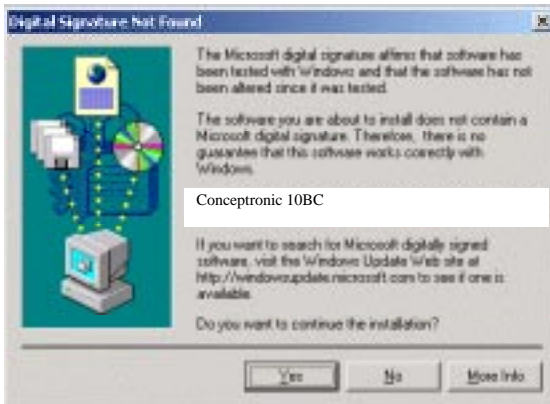 Digital Signature Not Found
The Microsoft digital signature affirms that software has
been tested with Windows and that the software has not
been altered since it was tested.
The software you are about to install does not contain a
Microsoft digital signature. Therefore, there is no
guarantee that this software works correctly with
Windows.
Conceptronic 10BC
If you want to search for Microsoft digitally signed
software, visit the Windows Update Web site at
http://windowsupdate.microsoft.com to see if one is
available.
Do you want to continue the installation?
Yes
No
More Info